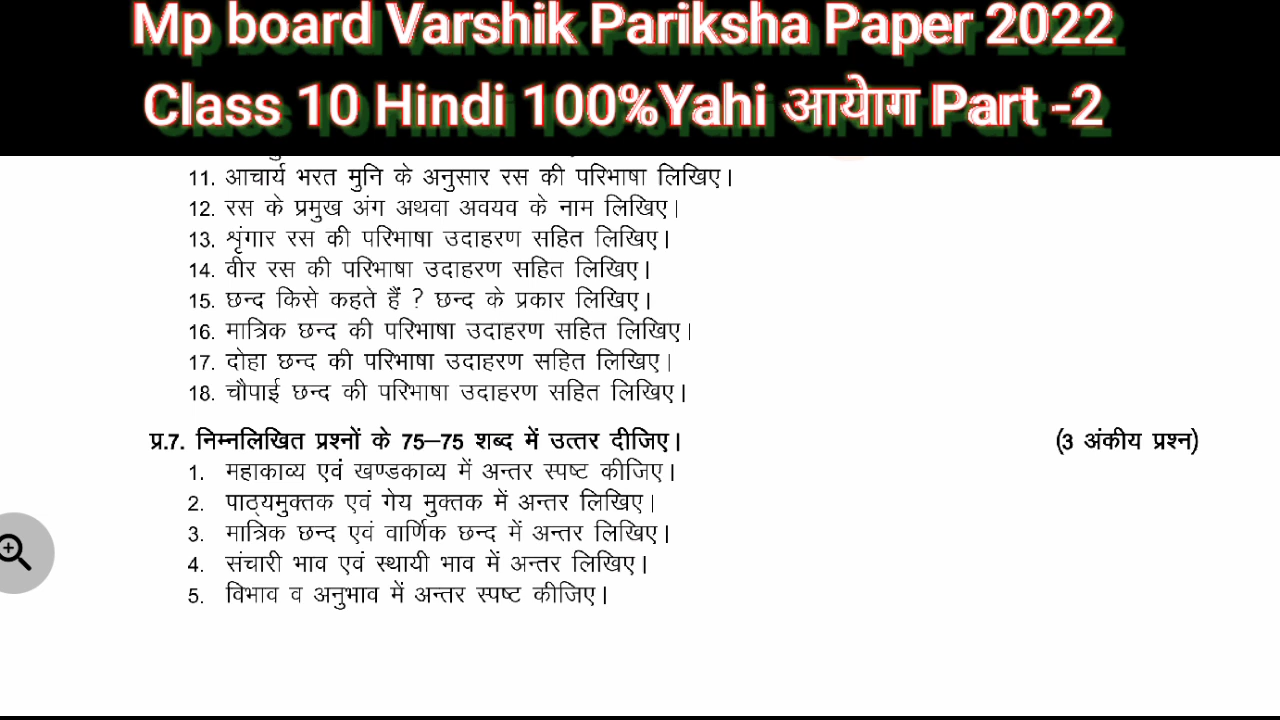 Mp board Varshik Pariksha Paper 2022
Class 10 Hindi 100%Yahi आयेाग Part -2
11. आचार्य भरत मुनि के अनुसार रस की परिभाषा लिखिए।
12. रस के प्रमुख अंग अथवा अवयव के नाम लिखिए।
13. शृंगार रस की परिभाषा उदाहरण सहित लिखिए।
14. वीर रस की परिभाषा उदाहरण सहित लिखिए।
15. छन्द किसे कहते हैं ? छन्द के प्रकार लिखिए।
16. मात्रिक छन्द की परिभाषा उदाहरण सहित लिखिए।
17. दोहा छन्द की परिभाषा उदाहरण सहित लिखिए।
18. चौपाई छन्द की परिभाषा उदाहरण सहित लिखिए।
प्र.7. निम्नलिखित प्रश्नों के 75–75 शब्द में उत्तर दीजिए। (3 अंकीय प्रश्न)
1. महाकाव्य एवं खण्डकाव्य में अन्तर स्पष्ट कीजिए।
2. पाठ्यमुक्तक एवं गेय मुक्तक में अन्तर लिखिए।
3. मात्रिक छन्द एवं वार्णिक छन्द में अन्तर लिखिए।
4. संचारी भाव एवं स्थायी भाव में अन्तर लिखिए।
5. विभाव व अनुभाव में अन्तर स्पष्ट कीजिए।